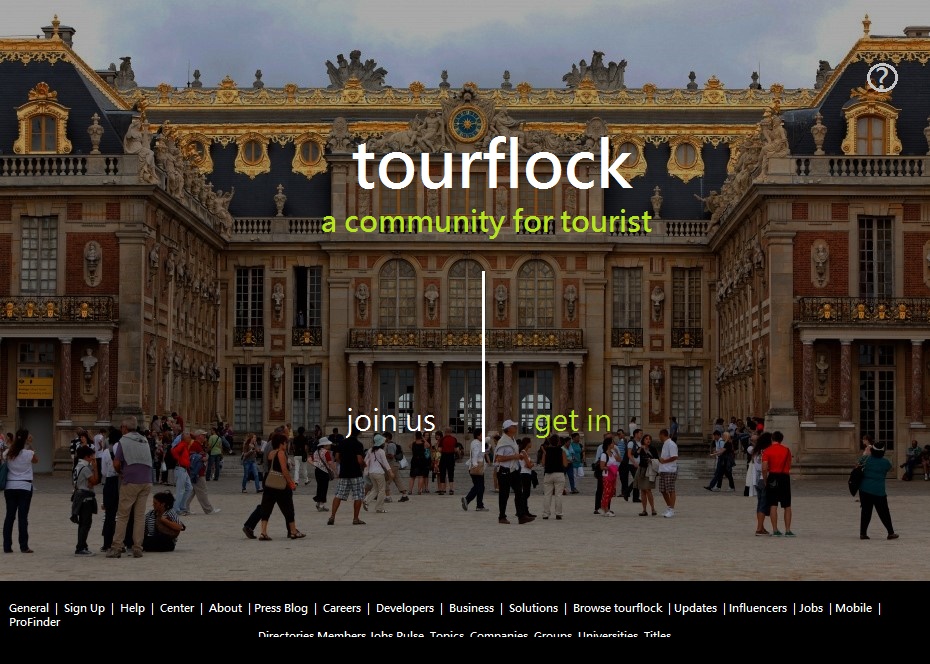 tourflock
a community for tourist
join us
get in
General | Sign Up | Help | Center | About | Press Blog | Careers | Developers | Business | Solutions | Browse tourflock | Updates | Influencers | Jobs | Mobile |
ProFinder
Directories Members Jobs Pulse Topics Companies Groups Universities Titles